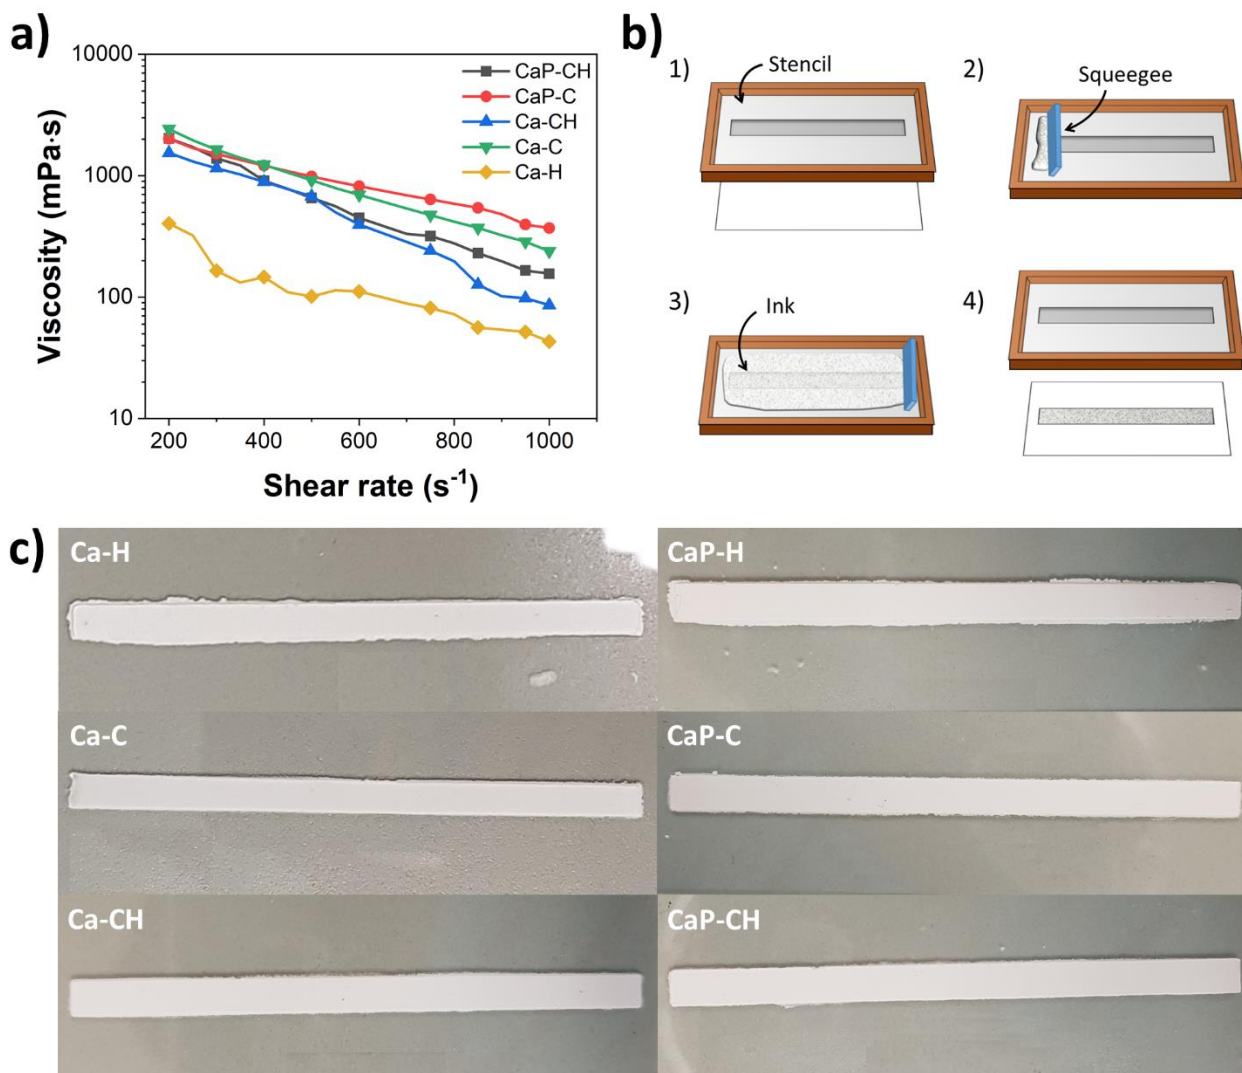 a)
10000
1000
100
10
Viscosity (mPa·s)
200
400
600
800
1000
Shear rate (s⁻¹)
CaP-CH
CaP-C
Ca-CH
Ca-C
Ca-H
b)
1)
Stencil
2)
Squeegee
3)
Ink
4)
c)
Ca-H
CaP-H
Ca-C
CaP-C
Ca-CH
CaP-CH